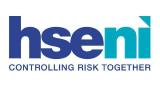 hseni
CONTROLLING RISK TOGETHER